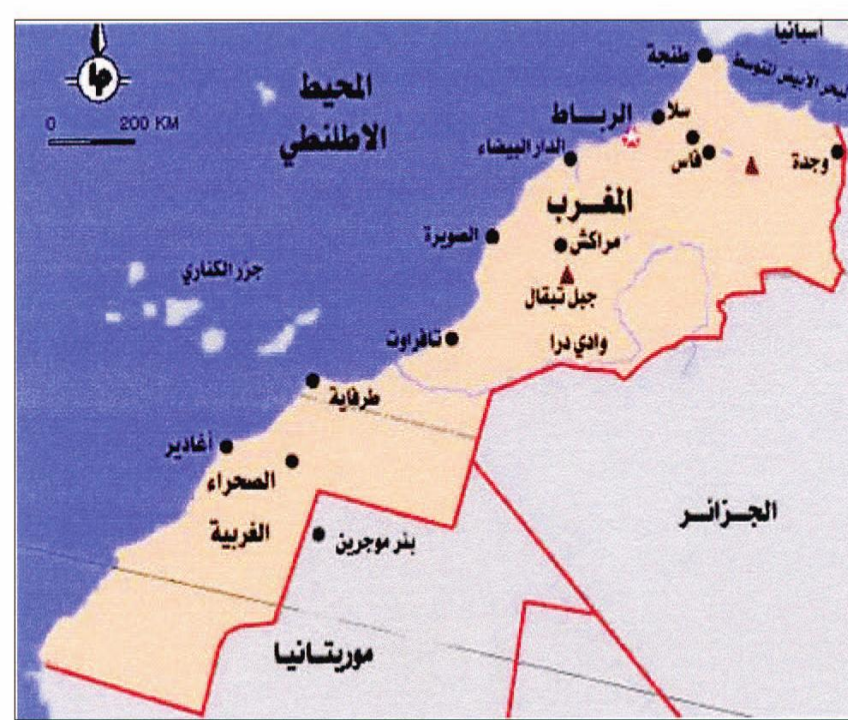 أسبانيا
طنجة
البحر الأبيض المتوسط
المحيط
الاطلنطي
0 200 KM
الرباط
سلا
الدار البيضاء
فاس
وجدة
المغرب
الصويرة
مراكش
جزر الكناري
جبل تبقال
تافراوت
وادي درا
طرفاية
أغادير
الصحراء
الغربية
الجزائر
بئر موجرين
موريتانيا